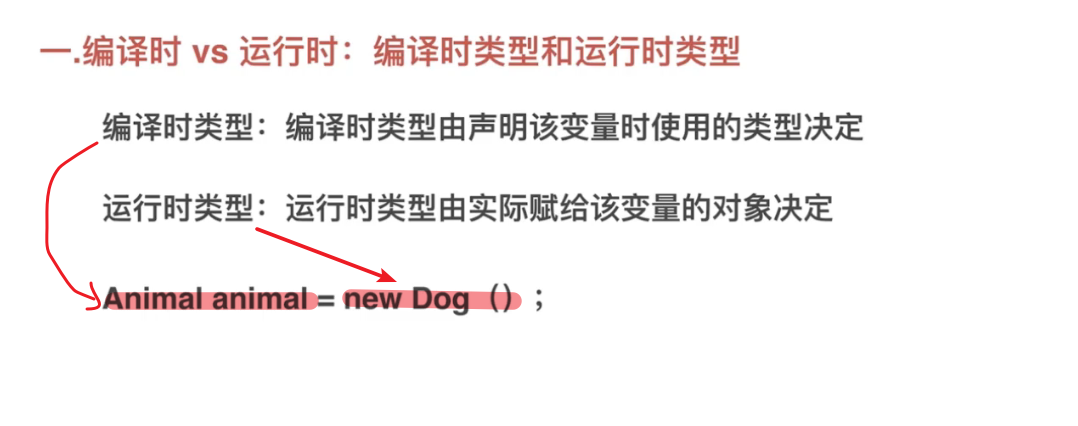 一.编译时 vs 运行时：编译时类型和运行时类型
编译时类型：编译时类型由声明该变量时使用的类型决定
运行时类型：运行时类型由实际赋给该变量的对象决定
Animal animal = new Dog（）；